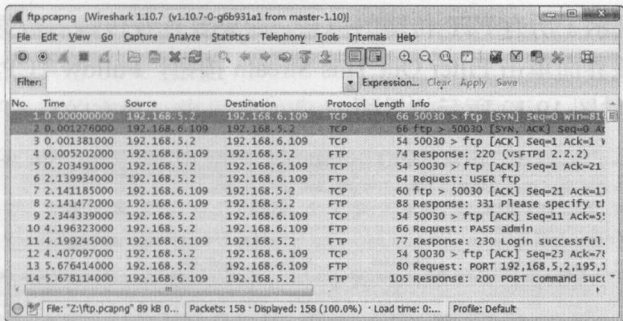 ftp.pcapng [Wireshark 1.10.7 (v1.10.7-0-g6b931a1 from master-1.10)]
File Edit View Go Capture Analyze Statistics Telephony Tools Internals Help
Filter: Expression... Clear Apply Save
No. Time Source Destination Protocol Length Info
1 0.000000000 192.168.5.2 192.168.6.109 TCP 66 50030 > ftp [SYN] Seq=0 Win=819
2 0.001276000 192.168.6.109 192.168.5.2 TCP 66 ftp > 50030 [SYN, ACK] Seq=0 Ac
3 0.001381000 192.168.5.2 192.168.6.109 TCP 54 50030 > ftp [ACK] Seq=1 Ack=1 W
4 0.005202000 192.168.6.109 192.168.5.2 FTP 74 Response: 220 (vsFTPd 2.2.2)
5 0.203491000 192.168.5.2 192.168.6.109 TCP 54 50030 > ftp [ACK] Seq=1 Ack=21
6 2.139934000 192.168.5.2 192.168.6.109 FTP 64 Request: USER ftp
7 2.141185000 192.168.6.109 192.168.5.2 TCP 60 ftp > 50030 [ACK] Seq=21 Ack=11
8 2.141472000 192.168.6.109 192.168.5.2 FTP 88 Response: 331 Please specify th
9 2.344339000 192.168.5.2 192.168.6.109 TCP 54 50030 > ftp [ACK] Seq=11 Ack=55
10 4.196323000 192.168.5.2 192.168.6.109 FTP 66 Request: PASS admin
11 4.199245000 192.168.6.109 192.168.5.2 FTP 77 Response: 230 Login successful.
12 4.407097000 192.168.5.2 192.168.6.109 TCP 54 50030 > ftp [ACK] Seq=23 Ack=78
13 5.676414000 192.168.5.2 192.168.6.109 FTP 80 Request: PORT 192,168,5,2,195,1
14 5.678114000 192.168.6.109 192.168.5.2 FTP 105 Response: 200 PORT command succ
File: "Z:\ftp.pcapng" 89 kB 0... Packets: 158 · Displayed: 158 (100.0%) · Load time: 0:... Profile: Default